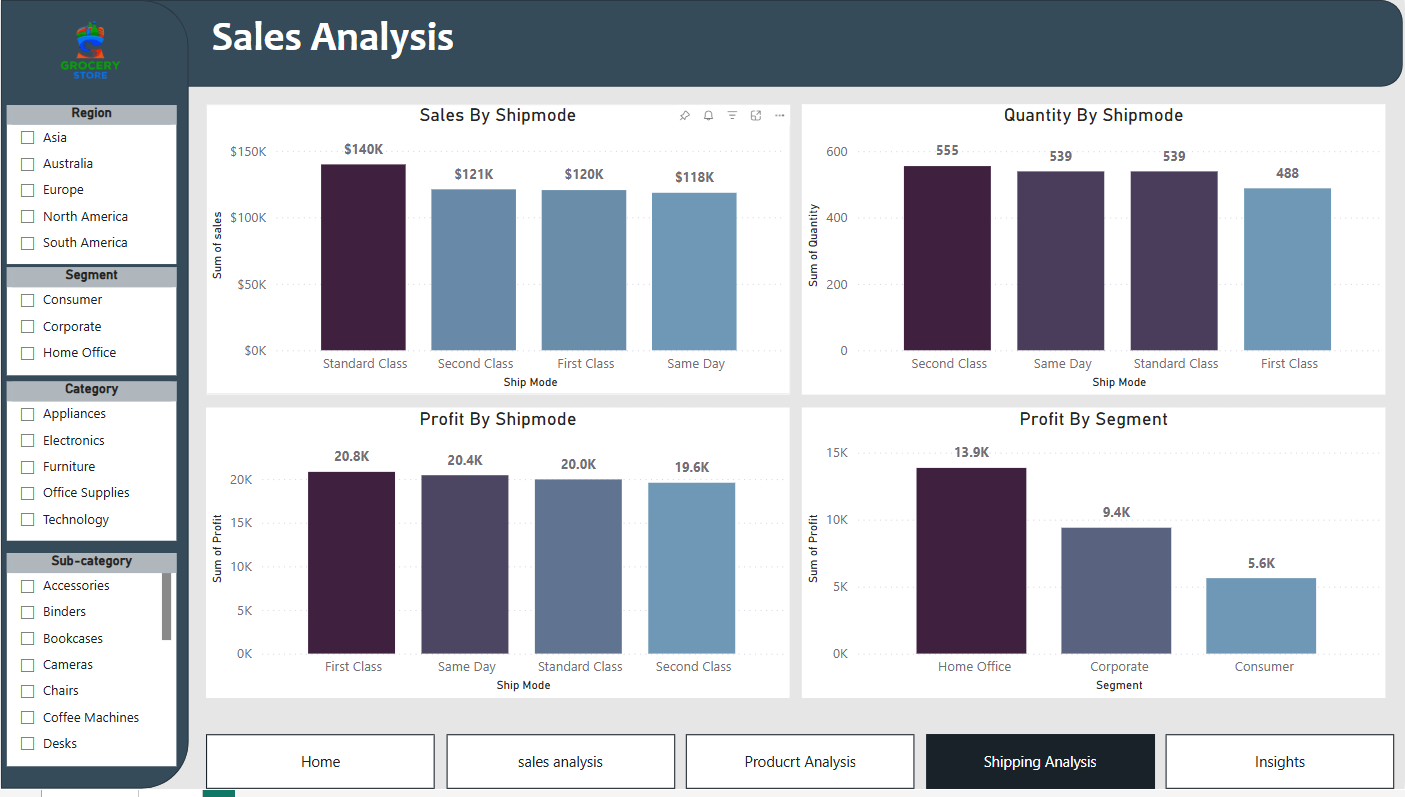 GROCERY
STORE
Sales Analysis
Region
Asia
Australia
Europe
North America
South America
Segment
Consumer
Corporate
Home Office
Category
Appliances
Electronics
Furniture
Office Supplies
Technology
Sub-category
Accessories
Binders
Bookcases
Cameras
Chairs
Coffee Machines
Desks
Sales By Shipmode
Sum of sales
$150K
$100K
$50K
$0K
$140K
$121K
$120K
$118K
Standard Class
Second Class
First Class
Same Day
Ship Mode
Quantity By Shipmode
Sum of Quantity
600
400
200
0
555
539
539
488
Second Class
Same Day
Standard Class
First Class
Ship Mode
Profit By Shipmode
Sum of Profit
20K
15K
10K
5K
0K
20.8K
20.4K
20.0K
19.6K
First Class
Same Day
Standard Class
Second Class
Ship Mode
Profit By Segment
Sum of Profit
15K
10K
5K
0K
13.9K
9.4K
5.6K
Home Office
Corporate
Consumer
Segment
Home
sales analysis
Producrt Analysis
Shipping Analysis
Insights